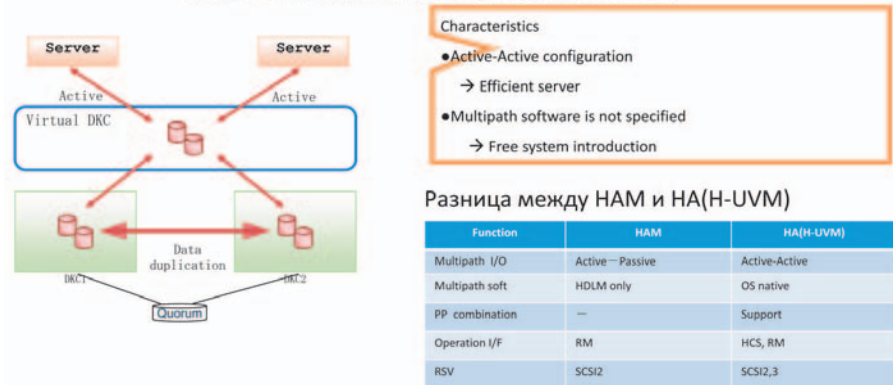 Server
Server
Active
Active
Virtual DKC
Data
duplication
DKC1
DKC2
Quorum
Characteristics
●Active-Active configuration
→ Efficient server
●Multipath software is not specified
→ Free system introduction
Разница между HAM и HA(H-UVM)
Function HAM HA(H-UVM)
Multipath I/O Active－Passive Active-Active
Multipath soft HDLM only OS native
PP combination － Support
Operation I/F RM HCS, RM
RSV SCSI2 SCSI2,3